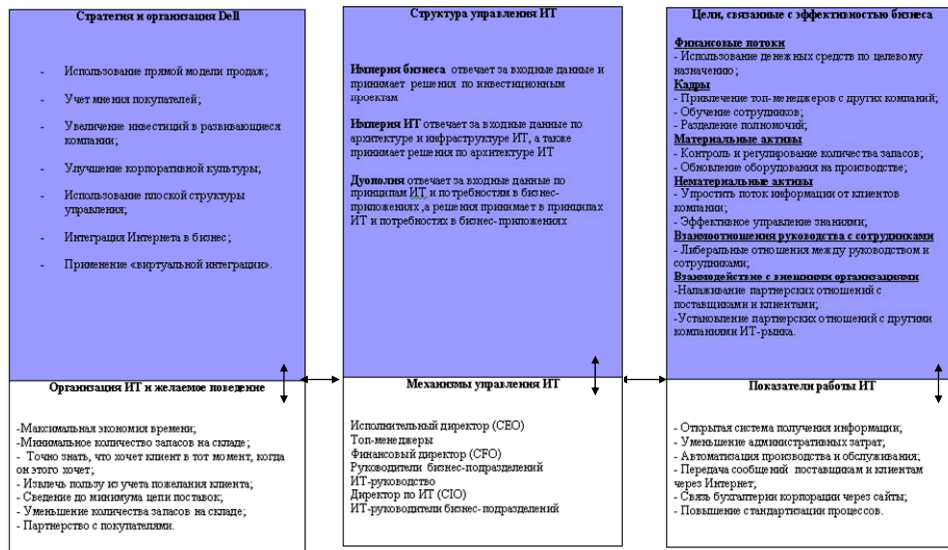 Стратегия и организация Dell
- Использование прямой модели продаж;
- Учет мнения покупателей;
- Увеличение инвестиций в развивающиеся
компании;
- Улучшение корпоративной культуры;
- Использование плоской структуры
управления;
- Интеграция Интернета в бизнес;
- Применение «виртуальной интеграции».
Организация ИТ и желаемое поведение
-Максимальная экономия времени;
-Минимальное количество запасов на складе;
- Точно знать, что хочет клиент в тот момент, когда
он этого хочет;
- Извлечь пользу из учета пожелания клиента;
- Сведение до минимума цепи поставок;
- Уменьшение количества запасов на складе;
- Партнерство с покупателями.
Структура управления ИТ
Империя бизнеса отвечает за входные данные и
принимает решения по инвестиционным
проектам
Империя ИТ отвечает за входные данные по
архитектуре и инфраструктуре ИТ, а также
принимает решения по архитектуре ИТ
Дуополия отвечает за входные данные по
принципам ИТ и потребностям в бизнес-
приложениях ,а решения принимает в принципах
ИТ и потребностях в бизнес- приложениях
Механизмы управления ИТ
Исполнительный директор (CEO)
Топ-менеджеры
Финансовый директор (CFO)
Руководители бизнес-подразделений
ИТ-руководство
Директор по ИТ (CIO)
ИТ-руководители бизнес- подразделений
Цели, связанные с эффективностью бизнеса
Финансовые потоки
- Использование денежных средств по целевому
назначению;
Кадры
- Привлечение топ-менеджеров с других компаний;
- Обучение сотрудников;
- Разделение полномочий;
Материальные активы
- Контроль и регулирование количества запасов;
- Обновление оборудования на производстве;
Нематериальные активы
- Упростить поток информации от клиентов
компании;
- Эффективное управление знаниями;
Взаимоотношения руководства с сотрудниками
- Либеральные отношения между руководством и
сотрудниками;
Взаимодействие с внешними организациями
-Налаживание партнерских отношений с
поставщиками и клиентами;
-Установление партнерских отношений с другими
компаниями ИТ-рынка.
Показатели работы ИТ
- Открытая система получения информации;
- Уменьшение административных затрат;
- Автоматизация производства и обслуживания;
- Передача сообщений поставщикам и клиентам
через Интернет;
- Связь бухгалтерии корпорации через сайты;
- Повышение стандартизации процессов.